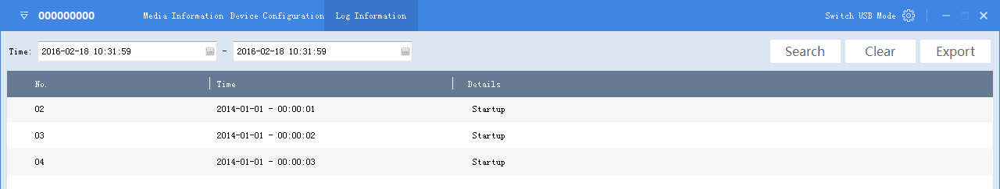 000000000 Media Information Device Configuration Log Information Switch USB Mode
Time: 2016-02-18 10:31:59 - 2016-02-18 10:31:59 Search Clear Export
No. Time Details
02 2014-01-01 - 00:00:01 Startup
03 2014-01-01 - 00:00:02 Startup
04 2014-01-01 - 00:00:03 Startup